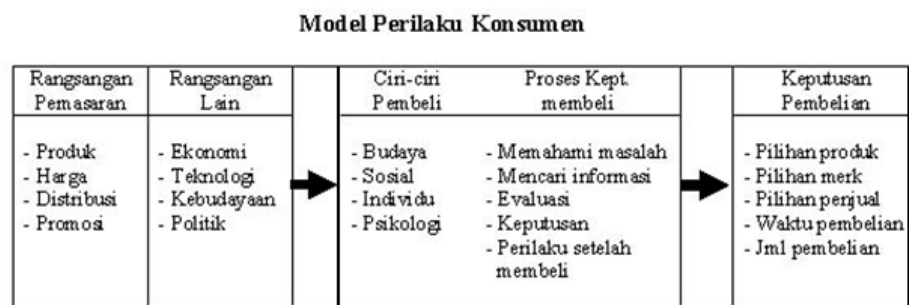 Model Perilaku Konsumen
Rangsangan
Pemasaran
- Produk
- Harga
- Distribusi
- Promosi
Rangsangan
Lain
- Ekonomi
- Teknologi
- Kebudayaan
- Politik
Ciri-ciri
Pembeli
- Budaya
- Sosial
- Individu
- Psikologi
Proses Kept.
membeli
- Memahami masalah
- Mencari informasi
- Evaluasi
- Keputusan
- Perilaku setelah
membeli
Keputusan
Pembelian
- Pilihan produk
- Pilihan merk
- Pilihan penjual
- Waktu pembelian
- Jml pembelian